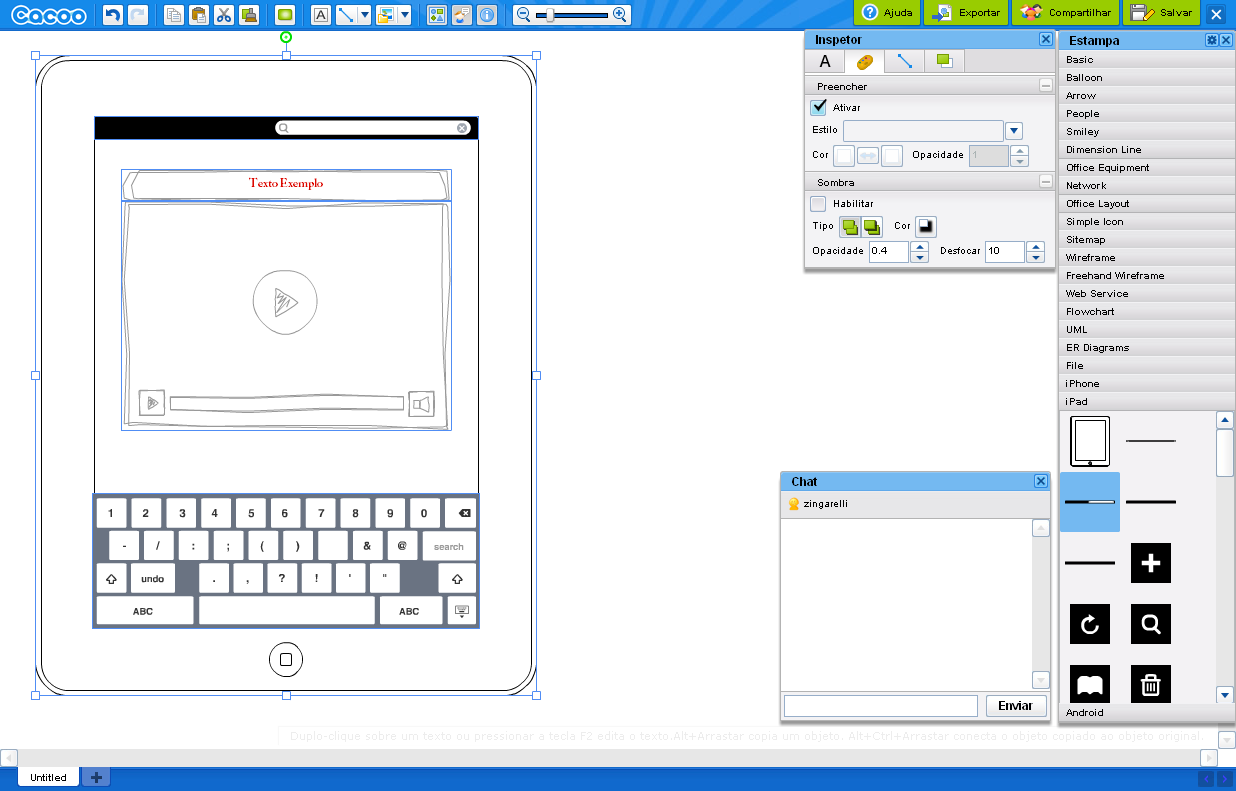 Cacoo
Ajuda
Exportar
Compartilhar
Salvar
Inspetor
A
Preencher
Ativar
Estilo
Cor
Opacidade
1
Sombra
Habilitar
Tipo
Cor
Opacidade
0.4
Desfocar
10
Estampa
Basic
Balloon
Arrow
People
Smiley
Dimension Line
Office Equipment
Network
Office Layout
Simple Icon
Sitemap
Wireframe
Freehand Wireframe
Web Service
Flowchart
UML
ER Diagrams
File
iPhone
iPad
Android
Texto Exemplo
1 2 3 4 5 6 7 8 9 0
- / : ; ( ) & @ search
undo . , ? ! ' "
ABC ABC
Chat
zingarelli
Enviar
Duplo-clique sobre um texto ou pressionar a tecla F2 edita o texto.Alt+Arrastar copia um objeto. Alt+Ctrl+Arrastar conecta o objeto copiado ao objeto original.
Untitled